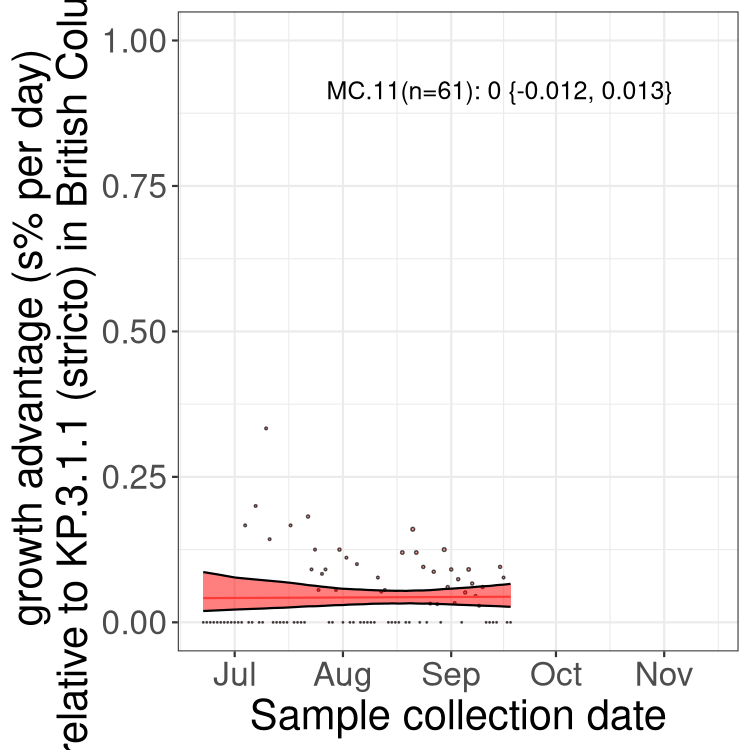 growth advantage (s% per day)
relative to KP.3.1.1 (stricto) in British Colu
1.00
0.75
0.50
0.25
0.00
MC.11(n=61): 0 {-0.012, 0.013}
Jul Aug Sep Oct Nov
Sample collection date